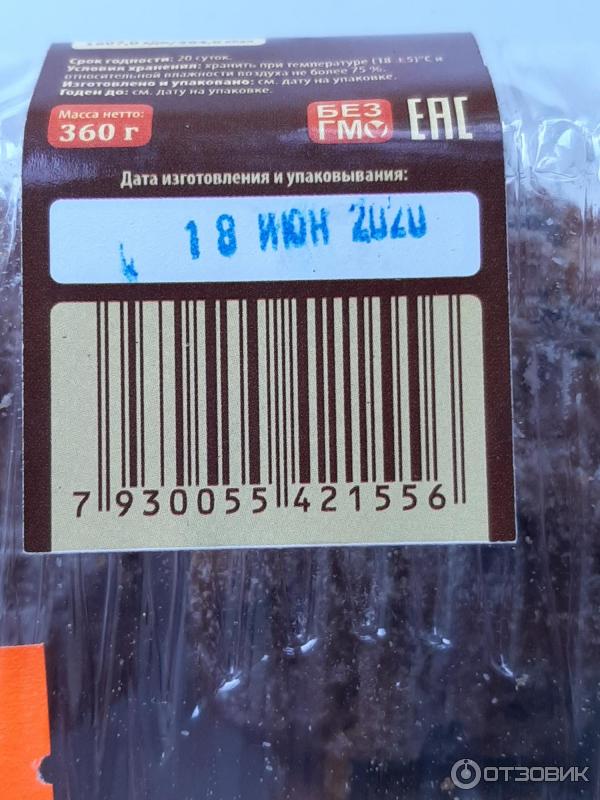 Срок годности: 20 суток.
Условия хранения: хранить при температуре (18 ±5)°С и
относительной влажности воздуха не более 75 %.
Изготовлено и упаковано: см. дату на упаковке.
Годен до: см. дату на упаковке.
Масса нетто:
360 г
БЕЗ
ГМО
ЕАС
Дата изготовления и упаковывания:
18 ИЮН 2020
7 930055 421556
ОТЗОВИК